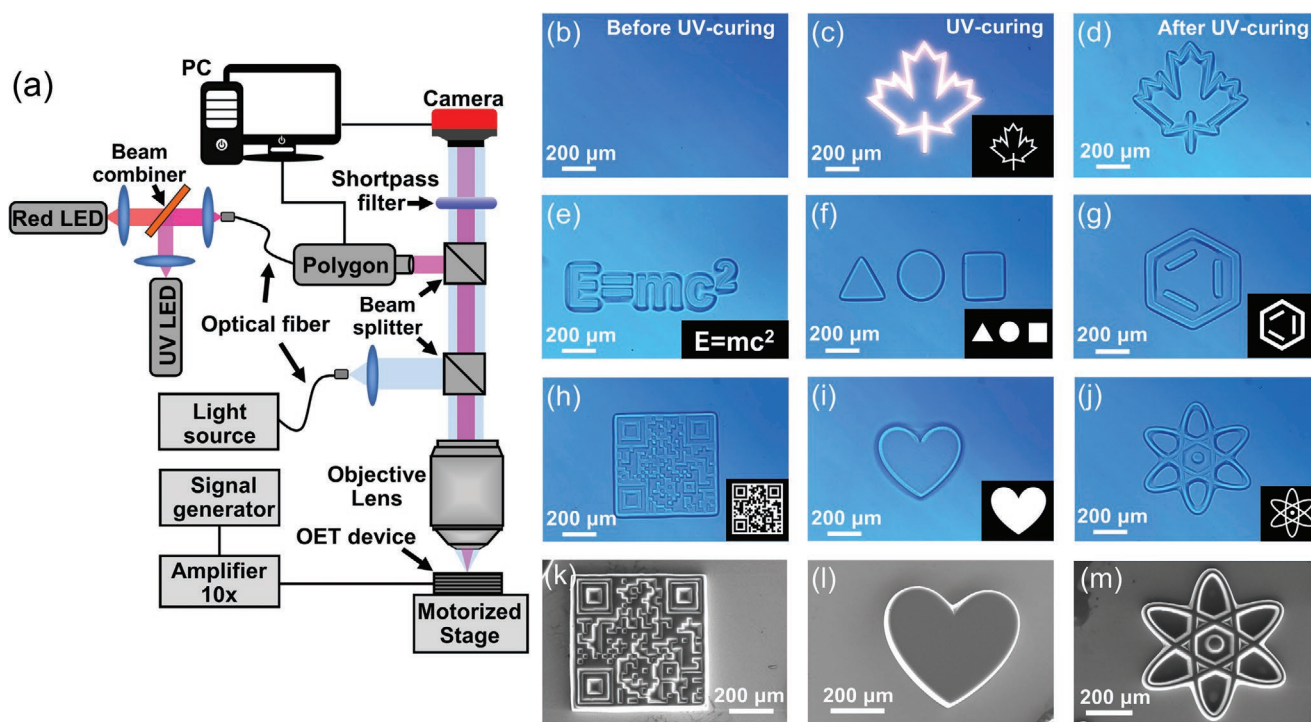 (a)
PC
Camera
Beam
combiner
Shortpass
filter
Red LED
Polygon
UV LED
Optical fiber
Beam
splitter
Light
source
Objective
Lens
Signal
generator
OET device
Amplifier
10x
Motorized
Stage
(b) Before UV-curing
200 µm
(c) UV-curing
200 µm
(d) After UV-curing
200 µm
(e)
E=mc²
200 µm
E=mc²
(f)
200 µm
(g)
200 µm
(h)
200 µm
(i)
200 µm
(j)
200 µm
(k)
200 µm
(l)
200 µm
(m)
200 µm